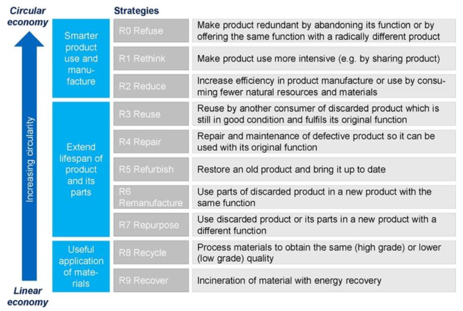 Circular
economy
Strategies
Increasing circularity
Smarter
product
use and
manu-
facture
R0 Refuse
Make product redundant by abandoning its function or by
offering the same function with a radically different product
R1 Rethink
Make product use more intensive (e.g. by sharing product)
R2 Reduce
Increase efficiency in product manufacture or use by consu-
ming fewer natural resources and materials
Extend
lifespan of
product
and its
parts
R3 Reuse
Reuse by another consumer of discarded product which is
still in good condition and fulfils its original function
R4 Repair
Repair and maintenance of defective product so it can be
used with its original function
R5 Refurbish
Restore an old product and bring it up to date
R6
Remanufacture
Use parts of discarded product in a new product with the
same function
R7 Repurpose
Use discarded product or its parts in a new product with a
different function
Useful
application
of mate-
rials
R8 Recycle
Process materials to obtain the same (high grade) or lower
(low grade) quality
R9 Recover
Incineration of material with energy recovery
Linear
economy